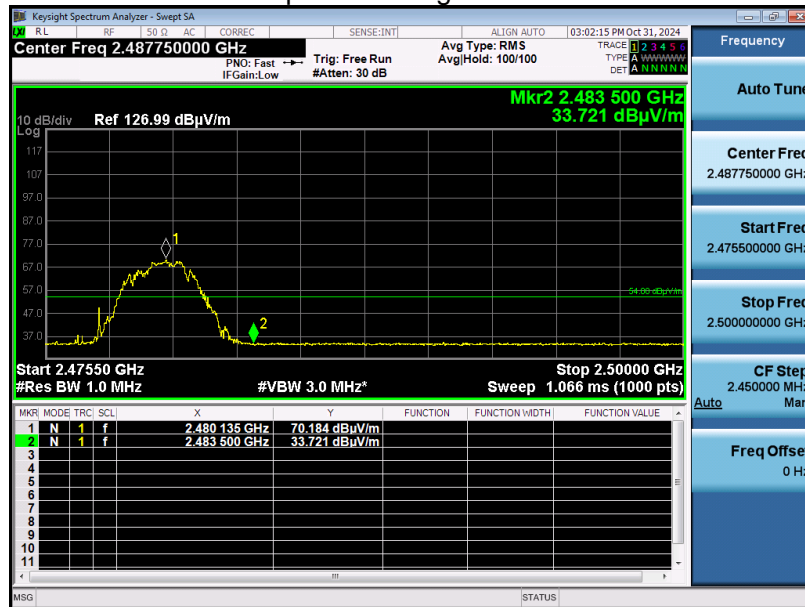 Keysight Spectrum Analyzer - Swept SA
RL RF 50 Ω AC CORREC SENSE:INT ALIGN AUTO 03:02:15 PM Oct 31, 2024
Center Freq 2.487750000 GHz
PNO: Fast
IFGain:Low
Trig: Free Run
#Atten: 30 dB
Avg Type: RMS
Avg|Hold: 100/100
TRACE 1 2 3 4 5 6
TYPE A WWWWW
DET A N N N N N
Mkr2 2.483 500 GHz
33.721 dBµV/m
10 dB/div Ref 126.99 dBµV/m
Log
117
107
97.0
87.0
77.0
67.0
57.0
47.0
37.0
1
2
54.00 dBµV/m
Start 2.47550 GHz Stop 2.50000 GHz
#Res BW 1.0 MHz #VBW 3.0 MHz* Sweep 1.066 ms (1000 pts)
MKR MODE TRC SCL X Y FUNCTION FUNCTION WIDTH FUNCTION VALUE
1 N 1 f 2.480 135 GHz 70.184 dBµV/m
2 N 1 f 2.483 500 GHz 33.721 dBµV/m
3
4
5
6
7
8
9
10
11
MSG STATUS
Frequency
Auto Tune
Center Freq
2.487750000 GHz
Start Freq
2.475500000 GHz
Stop Freq
2.500000000 GHz
CF Step
2.450000 MHz
Auto Man
Freq Offset
0 Hz